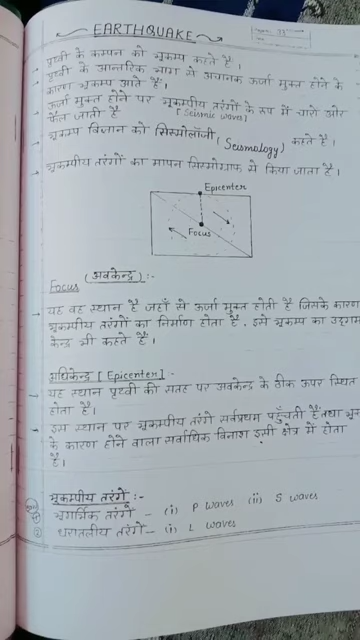 EARTHQUAKE
→ पृथ्वी के कम्पन को भूकम्प कहते हैं।
→ पृथ्वी के आन्तरिक भाग से अचानक ऊर्जा मुक्त होने के
कारण भूकम्प आते हैं।
→ ऊर्जा मुक्त होने पर भूकम्पीय तरंगों के रूप में चारो ओर
फैल जाती है [Seismic waves]
→ भूकम्प विज्ञान को सिस्मोलॉजी (Seismology) कहते हैं।
→ भूकम्पीय तरंगों का मापन सिस्मोग्राफ से किया जाता है।
Epicenter
Focus
Focus (अवकेन्द्र) :-
→ यह वह स्थान है जहाँ से ऊर्जा मुक्त होती है जिसके कारण
भूकम्पीय तरंगों का निर्माण होता है. इसे भूकम्प का उद्गम
केन्द्र भी कहते हैं।
अधिकेन्द्र [Epicenter] :-
→ यह स्थान पृथ्वी की सतह पर अवकेन्द्र के ठीक ऊपर स्थित
होता है।
→ इस स्थान पर भूकम्पीय तरंगे सर्वप्रथम पहुँचती हैं तथा
के कारण होने वाला सर्वाधिक विनाश इसी क्षेत्र में होता
है।
भूकम्पीय तरंगें :-
भूगर्भिक तरंगें - (i) P waves (ii) S waves
धरातलीय तरंगें - (i) L waves